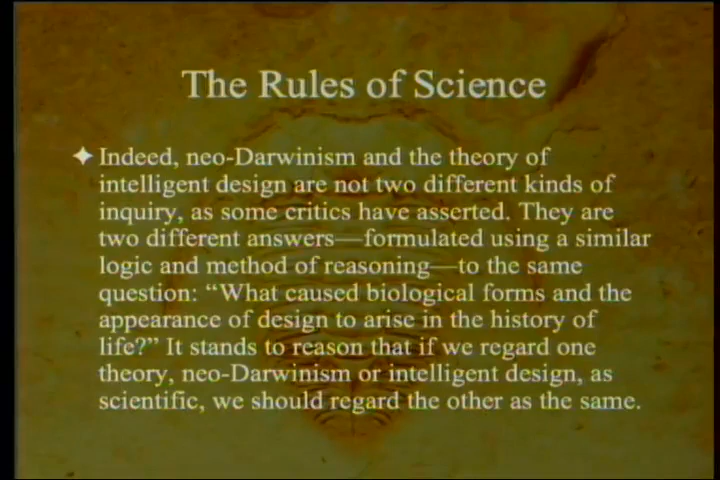 The Rules of Science
Indeed, neo-Darwinism and the theory of
intelligent design are not two different kinds of
inquiry, as some critics have asserted. They are
two different answers—formulated using a similar
logic and method of reasoning—to the same
question: “What caused biological forms and the
appearance of design to arise in the history of
life?” It stands to reason that if we regard one
theory, neo-Darwinism or intelligent design, as
scientific, we should regard the other as the same.